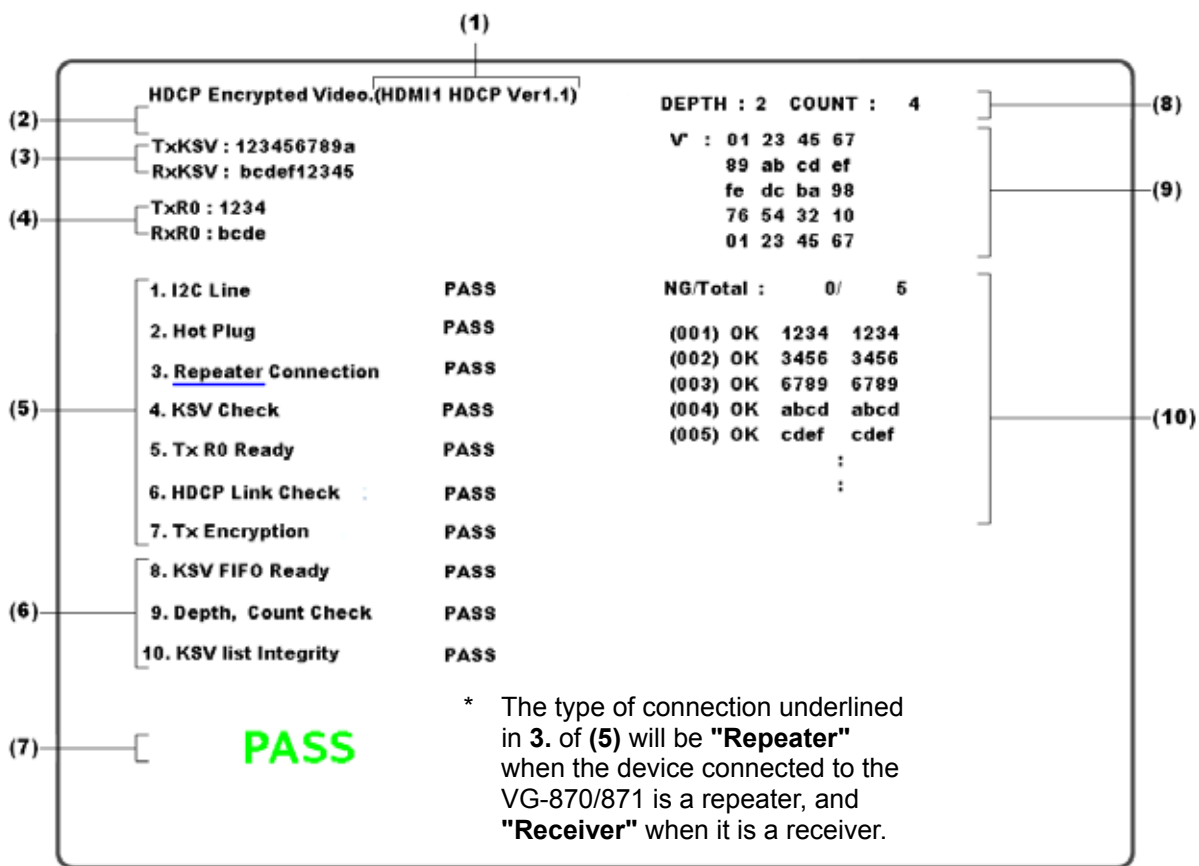 (1)
HDCP Encrypted Video.(HDMI1 HDCP Ver1.1)
(2)
(3)
TxKSV : 123456789a
RxKSV : bcdef12345
(4)
TxR0 : 1234
RxR0 : bcde
(5)
1. I2C Line PASS
2. Hot Plug PASS
3. Repeater Connection PASS
4. KSV Check PASS
5. Tx R0 Ready PASS
6. HDCP Link Check : PASS
7. Tx Encryption PASS
(6)
8. KSV FIFO Ready PASS
9. Depth, Count Check PASS
10. KSV list Integrity PASS
(7)
PASS
DEPTH : 2 COUNT : 4
(8)
V' : 01 23 45 67
89 ab cd ef
fe dc ba 98
76 54 32 10
01 23 45 67
(9)
NG/Total : 0/ 5
(001) OK 1234 1234
(002) OK 3456 3456
(003) OK 6789 6789
(004) OK abcd abcd
(005) OK cdef cdef
:
:
(10)
* The type of connection underlined
in 3. of (5) will be "Repeater"
when the device connected to the
VG-870/871 is a repeater, and
"Receiver" when it is a receiver.